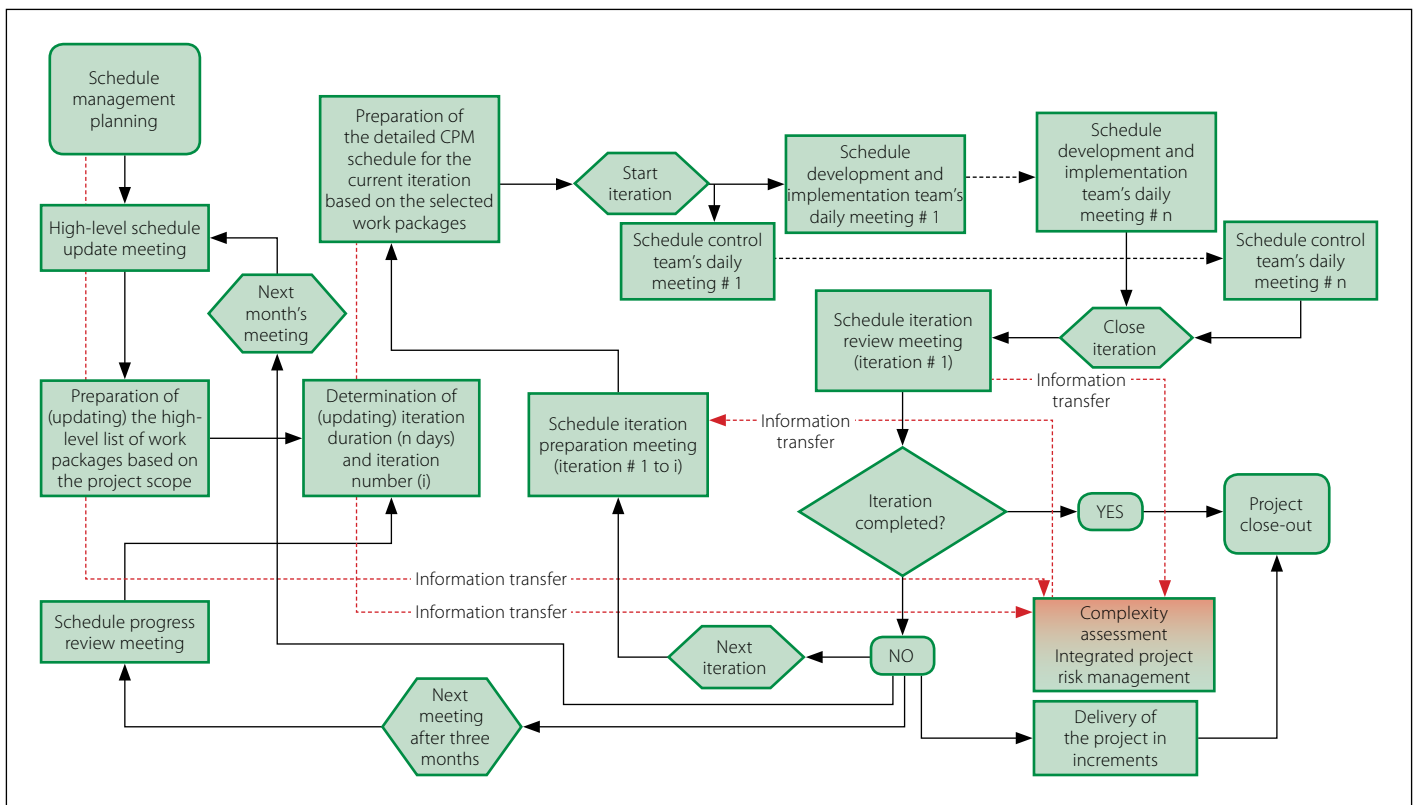 Schedule
management
planning
High-level schedule
update meeting
Next
month's
meeting
Preparation of
(updating) the high-
level list of work
packages based on
the project scope
Determination of
(updating) iteration
duration (n days)
and iteration
number (i)
Schedule progress
review meeting
Next
meeting
after three
months
Preparation of
the detailed CPM
schedule for the
current iteration
based on the selected
work packages
Start
iteration
Schedule
development and
implementation team's
daily meeting # 1
Schedule control
team's daily
meeting # 1
Schedule
development and
implementation
team's daily
meeting # n
Schedule control
team's daily
meeting # n
Close
iteration
Schedule iteration
review meeting
(iteration # 1)
Information
transfer
Information
transfer
Schedule iteration
preparation meeting
(iteration # 1 to i)
Iteration
completed?
YES
Project
close-out
Information transfer
Information transfer
Complexity
assessment
Integrated project
risk management
Next
iteration
NO
Delivery of
the project in
increments